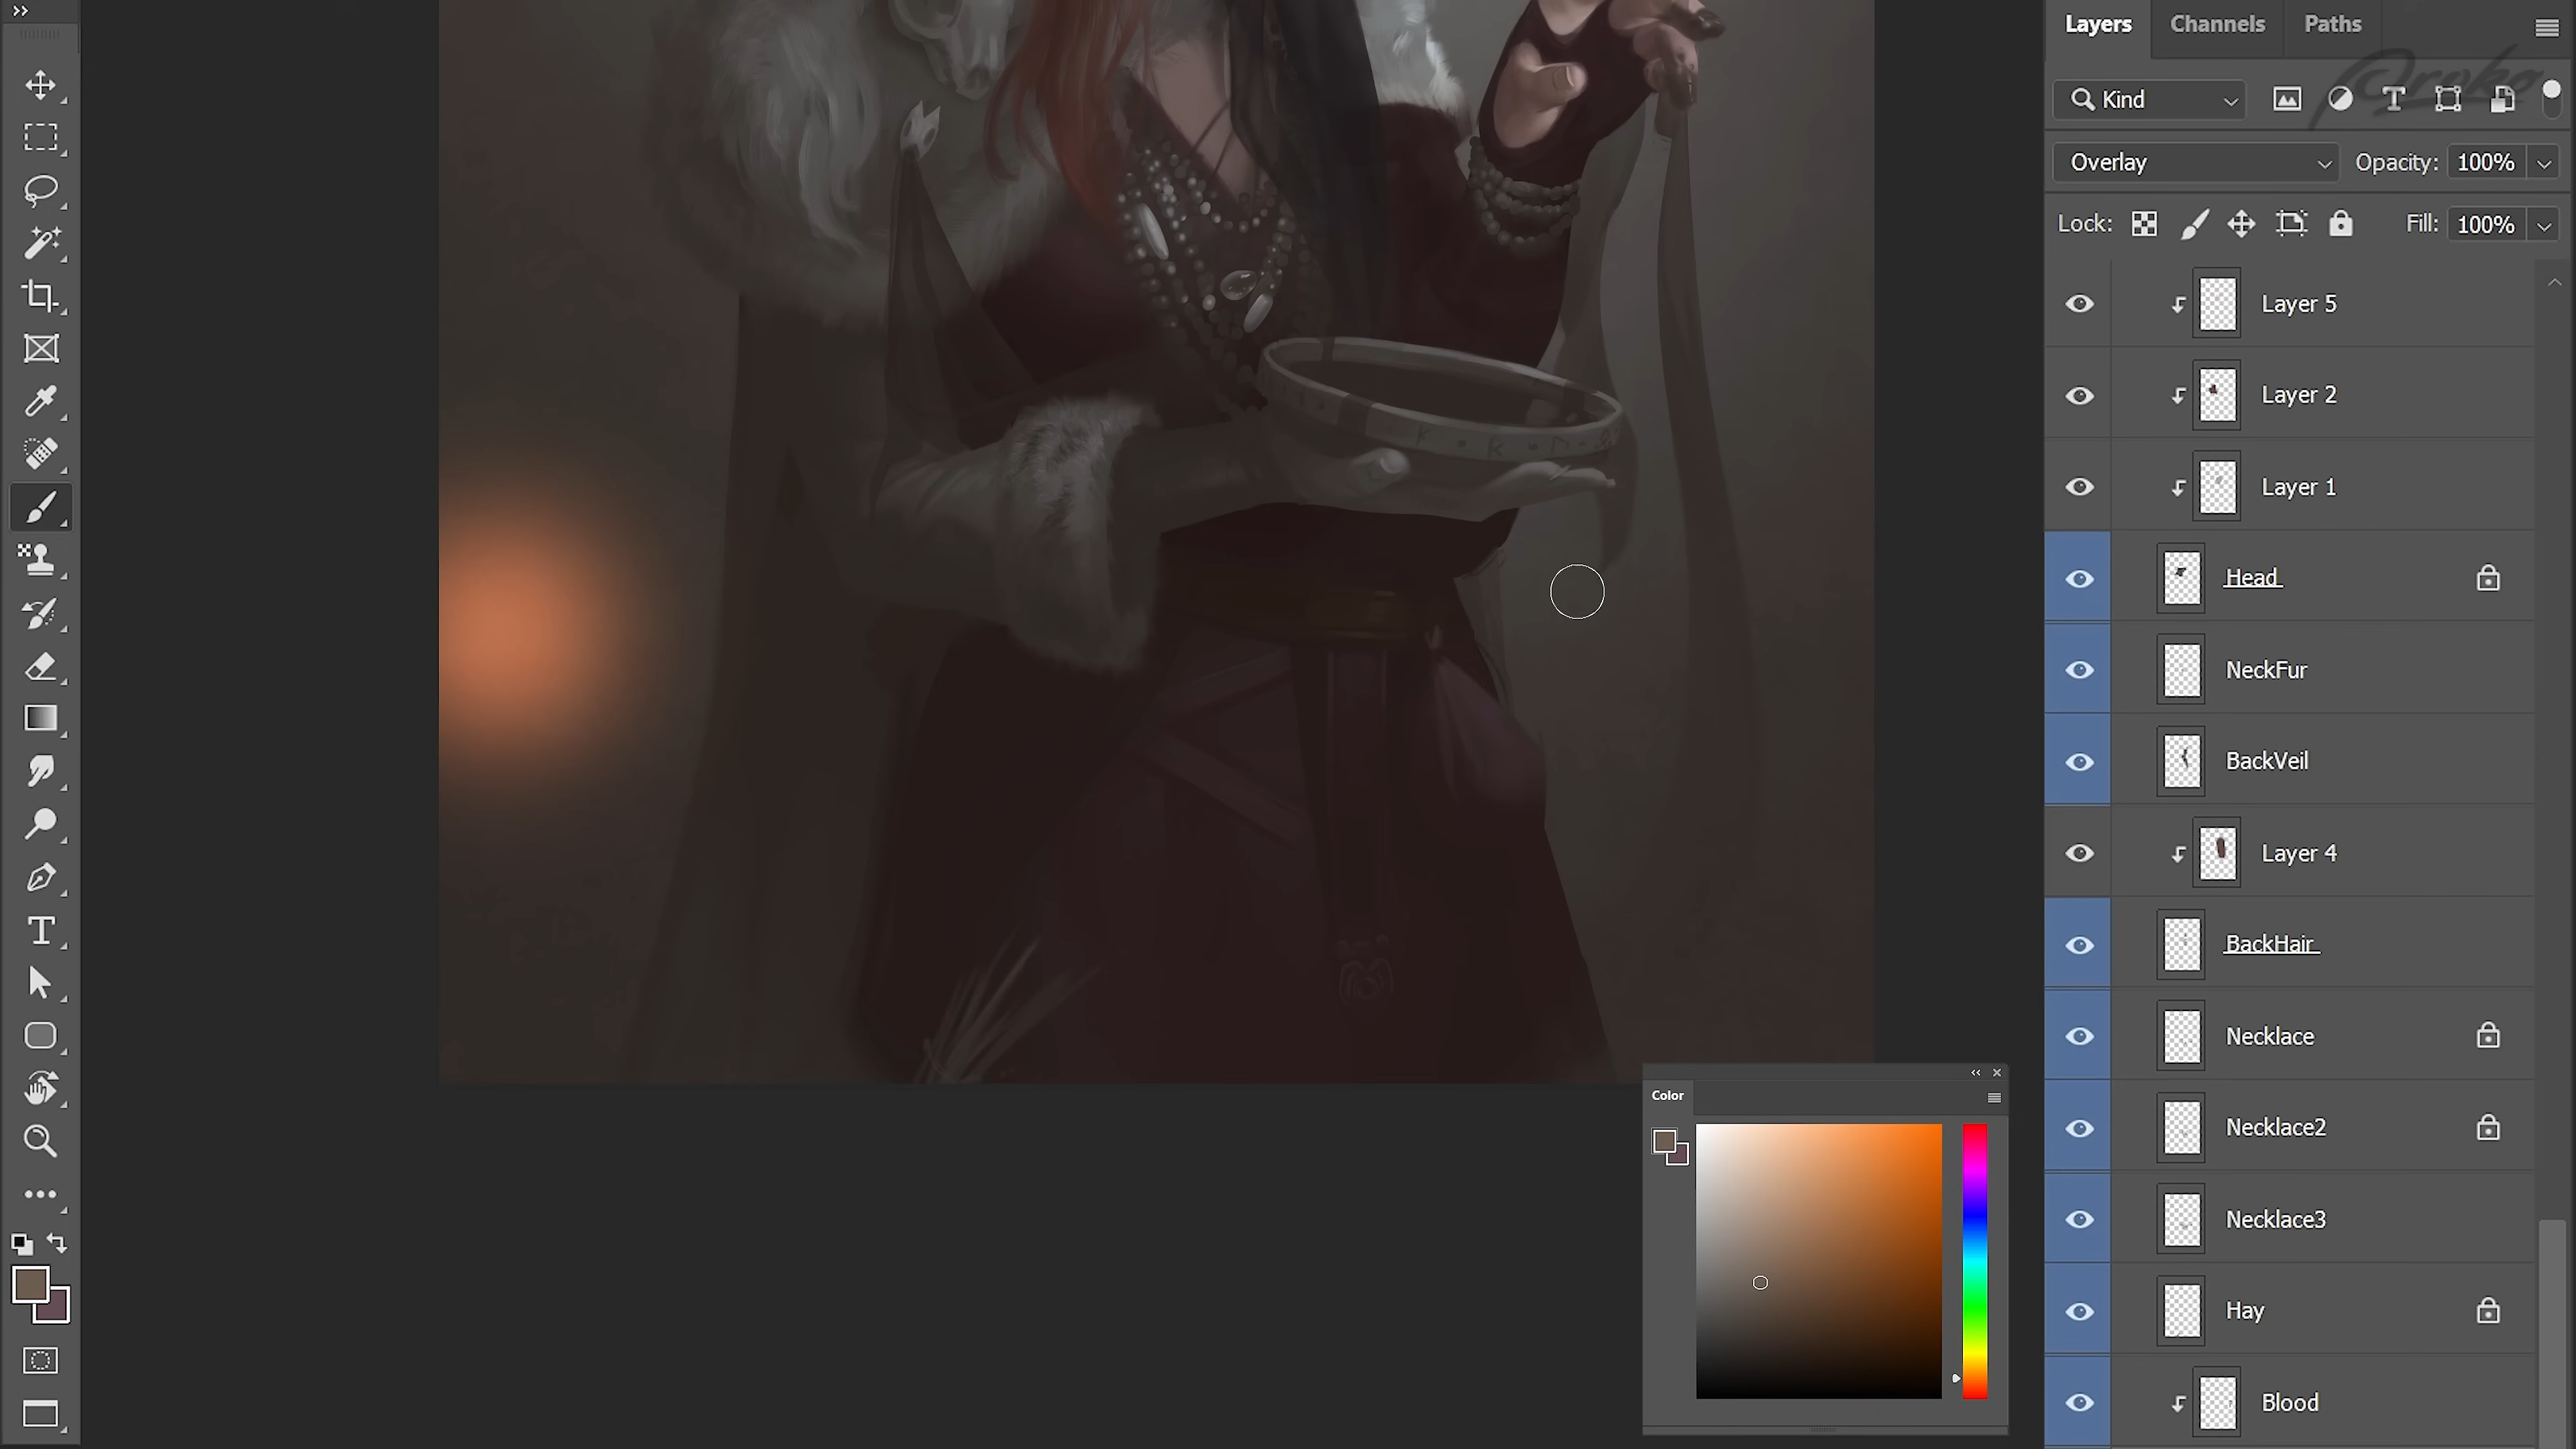 Layers Channels Paths
Proko
Kind
Overlay Opacity: 100%
Lock: Fill: 100%
Layer 5
Layer 2
Layer 1
Head
NeckFur
BackVeil
Layer 4
BackHair
Necklace
Necklace2
Necklace3
Hay
Blood
Color